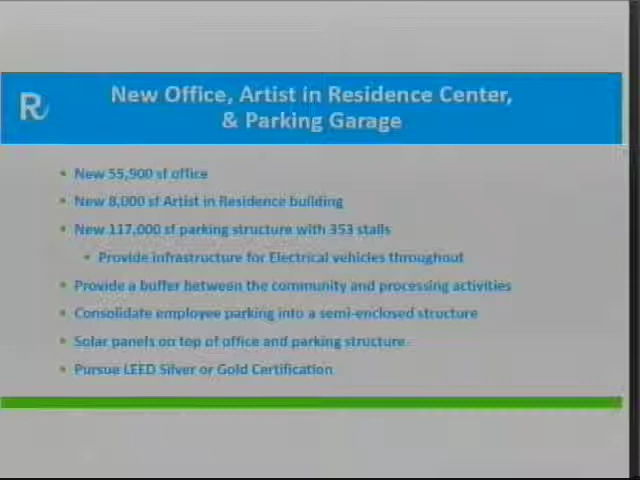 R
New Office, Artist in Residence Center,
& Parking Garage
New 55,900 sf office
New 8,000 sf Artist in Residence building
New 117,000 sf parking structure with 353 stalls
Provide infrastructure for Electrical vehicles throughout
Provide a buffer between the community and processing activities
Consolidate employee parking into a semi-enclosed structure
Solar panels on top of office and parking structure
Pursue LEED Silver or Gold Certification